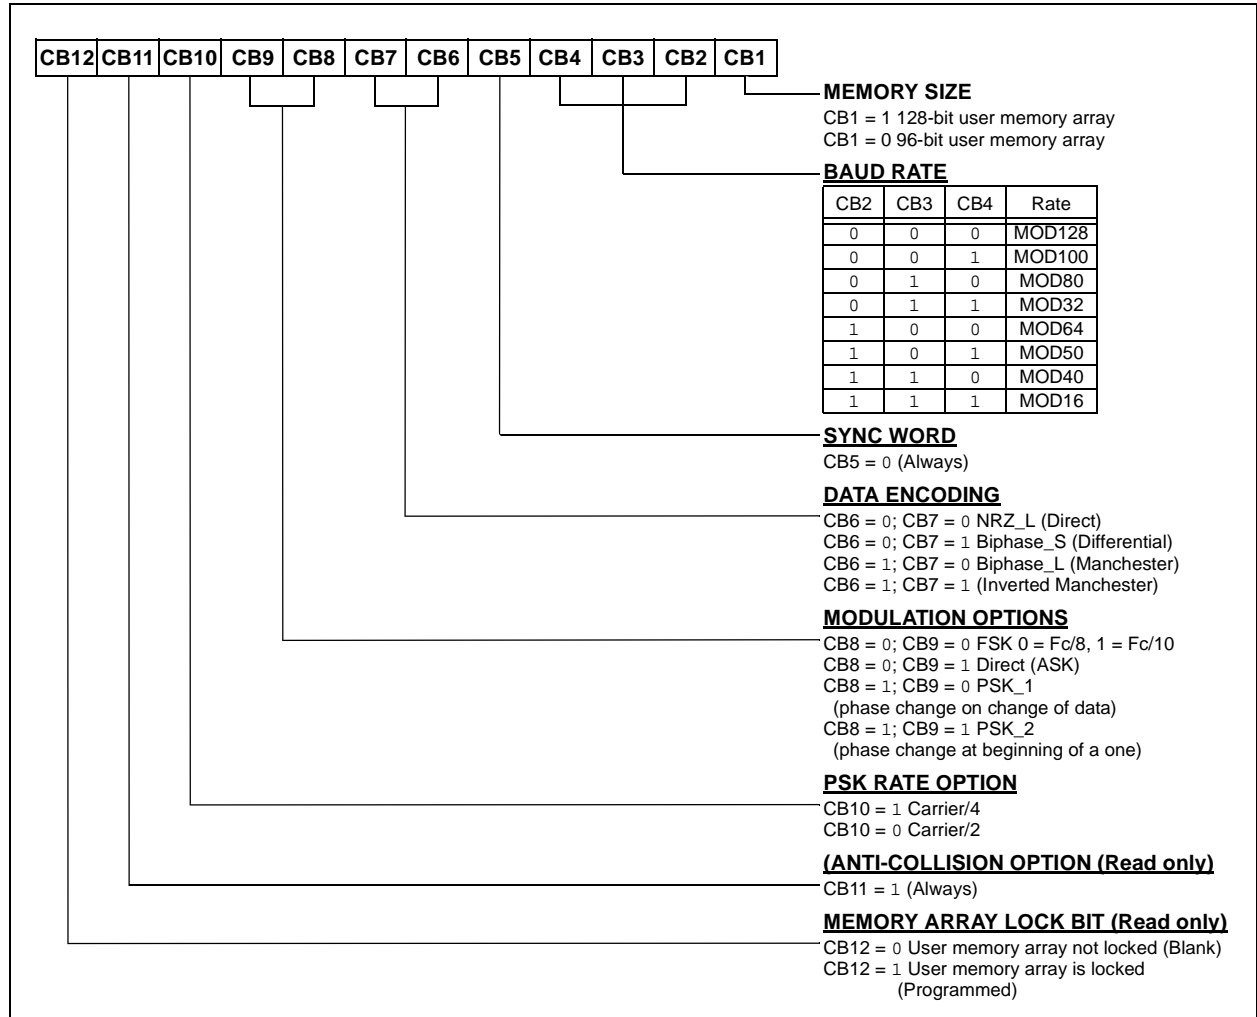 CB12 CB11 CB10 CB9 CB8 CB7 CB6 CB5 CB4 CB3 CB2 CB1
MEMORY SIZE
CB1 = 1 128-bit user memory array
CB1 = 0 96-bit user memory array
BAUD RATE
CB2 CB3 CB4 Rate
0 0 0 MOD128
0 0 1 MOD100
0 1 0 MOD80
0 1 1 MOD32
1 0 0 MOD64
1 0 1 MOD50
1 1 0 MOD40
1 1 1 MOD16
SYNC WORD
CB5 = 0 (Always)
DATA ENCODING
CB6 = 0; CB7 = 0 NRZ_L (Direct)
CB6 = 0; CB7 = 1 Biphase_S (Differential)
CB6 = 1; CB7 = 0 Biphase_L (Manchester)
CB6 = 1; CB7 = 1 (Inverted Manchester)
MODULATION OPTIONS
CB8 = 0; CB9 = 0 FSK 0 = Fc/8, 1 = Fc/10
CB8 = 0; CB9 = 1 Direct (ASK)
CB8 = 1; CB9 = 0 PSK_1
(phase change on change of data)
CB8 = 1; CB9 = 1 PSK_2
(phase change at beginning of a one)
PSK RATE OPTION
CB10 = 1 Carrier/4
CB10 = 0 Carrier/2
(ANTI-COLLISION OPTION (Read only)
CB11 = 1 (Always)
MEMORY ARRAY LOCK BIT (Read only)
CB12 = 0 User memory array not locked (Blank)
CB12 = 1 User memory array is locked
(Programmed)